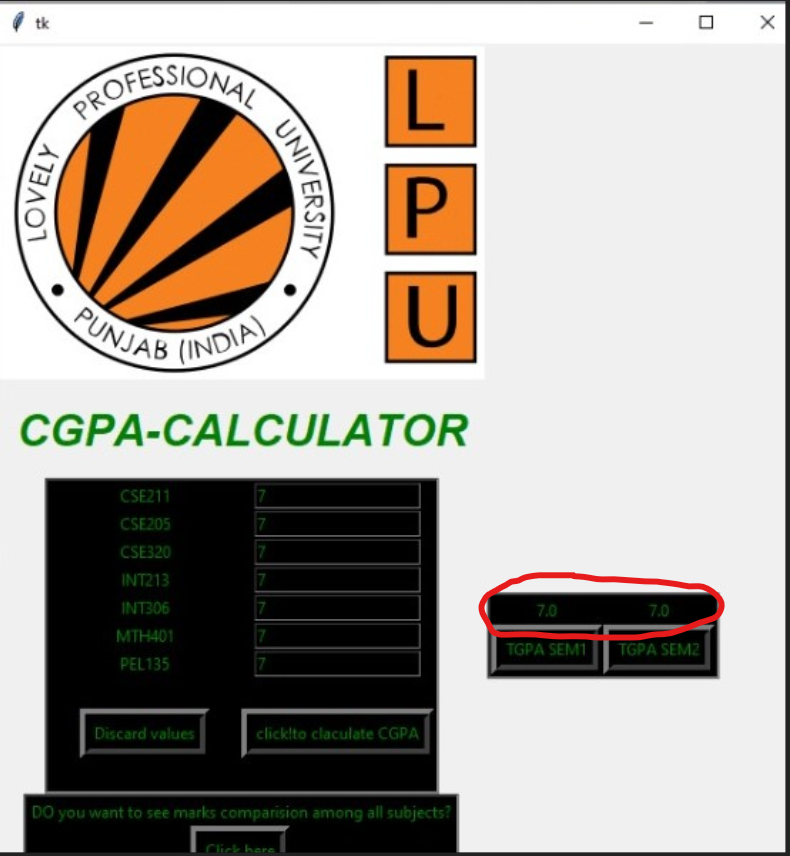 tk
LOVELY PROFESSIONAL UNIVERSITY
PUNJAB (INDIA)
L
P
U
CGPA-CALCULATOR
CSE211 7
CSE205 7
CSE320 7
INT213 7
INT306 7
MTH401 7
PEL135 7
7.0 7.0
TGPA SEM1 TGPA SEM2
Discard values click!to claculate CGPA
DO you want to see marks comparision among all subjects?
Click here